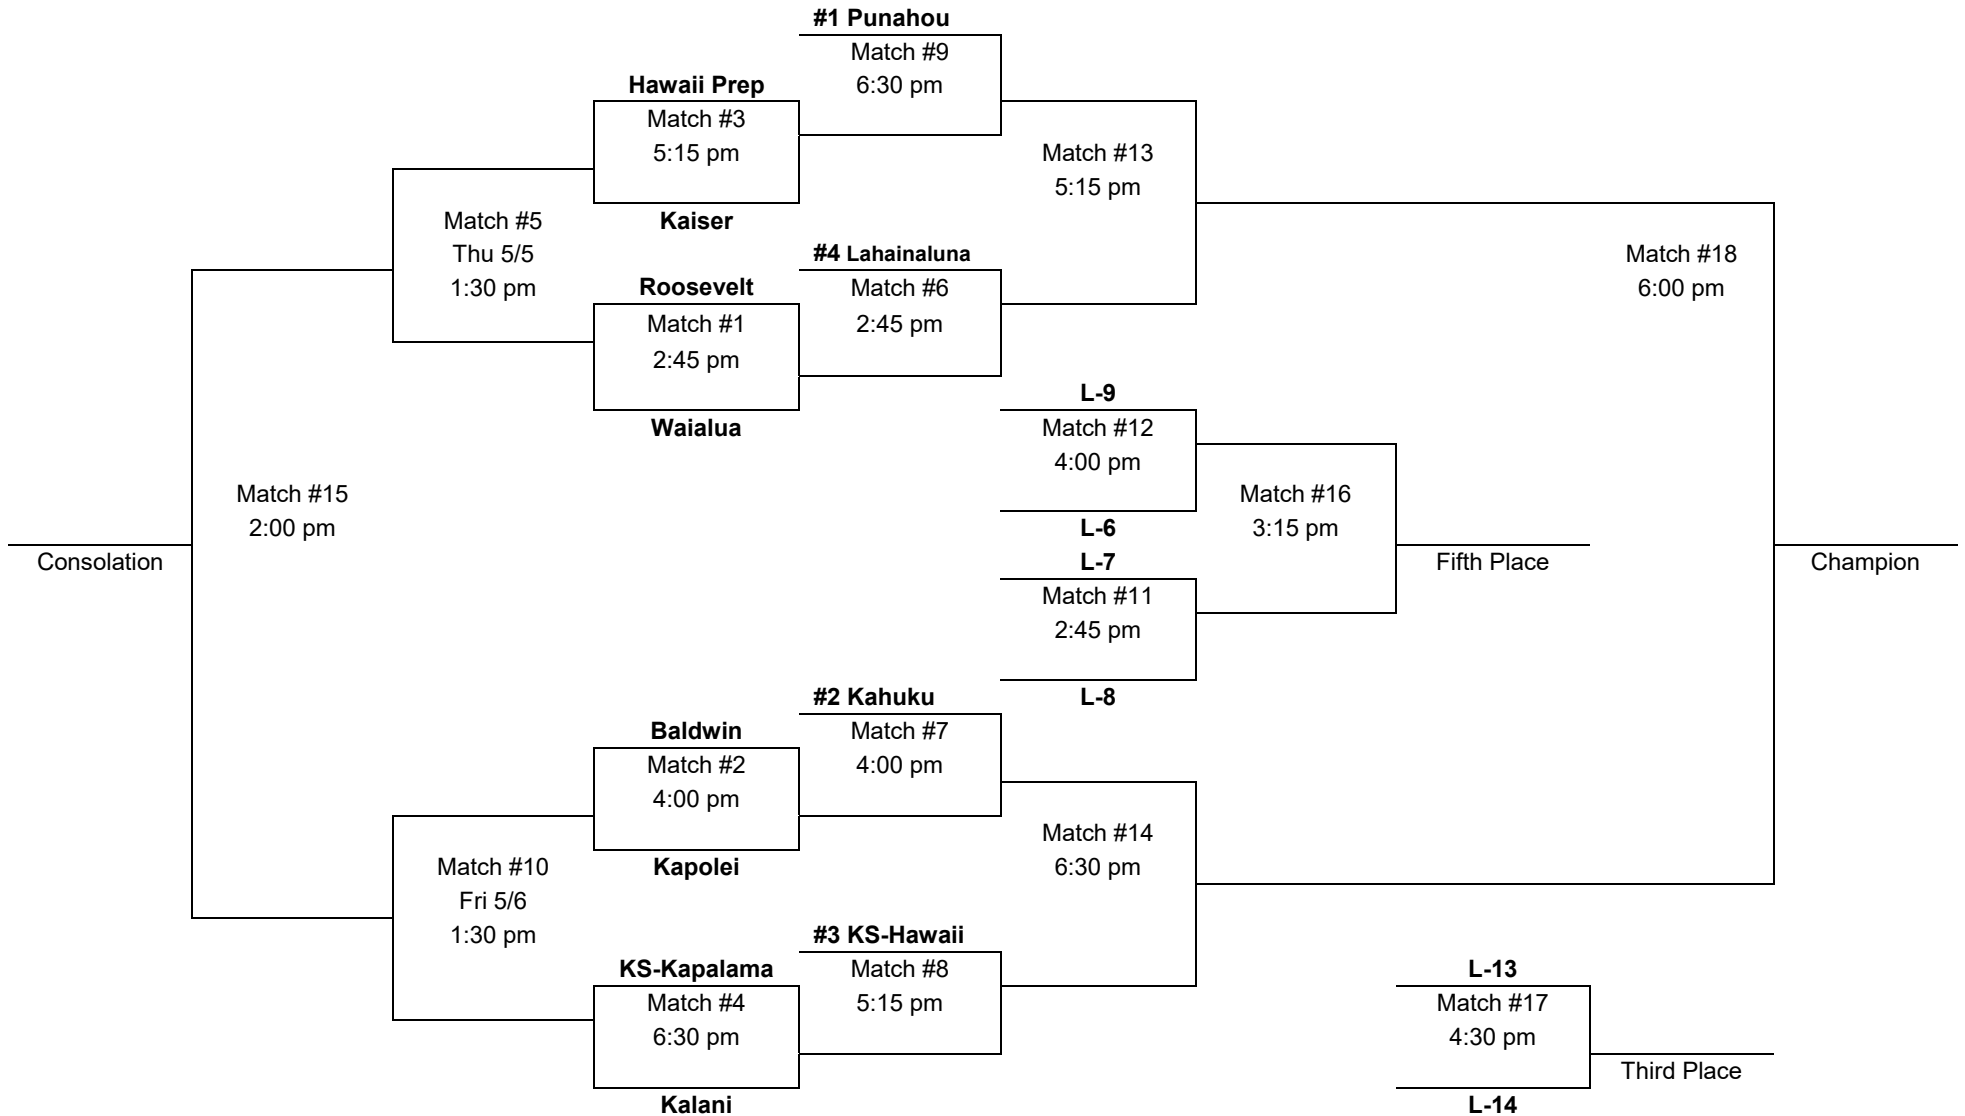 #1 Punahou
Match #9
6:30 pm
Hawaii Prep
Match #3
5:15 pm
Kaiser
Match #13
5:15 pm
Match #5
Thu 5/5
1:30 pm
#4 Lahainaluna
Match #6
2:45 pm
Roosevelt
Match #1
2:45 pm
Waialua
Match #18
6:00 pm
L-9
Match #12
4:00 pm
L-6
Match #15
2:00 pm
Consolation
Match #16
3:15 pm
Fifth Place
Champion
L-7
Match #11
2:45 pm
L-8
#2 Kahuku
Match #7
4:00 pm
Baldwin
Match #2
4:00 pm
Kapolei
Match #14
6:30 pm
Match #10
Fri 5/6
1:30 pm
#3 KS-Hawaii
Match #8
5:15 pm
KS-Kapalama
Match #4
6:30 pm
Kalani
L-13
Match #17
4:30 pm
Third Place
L-14